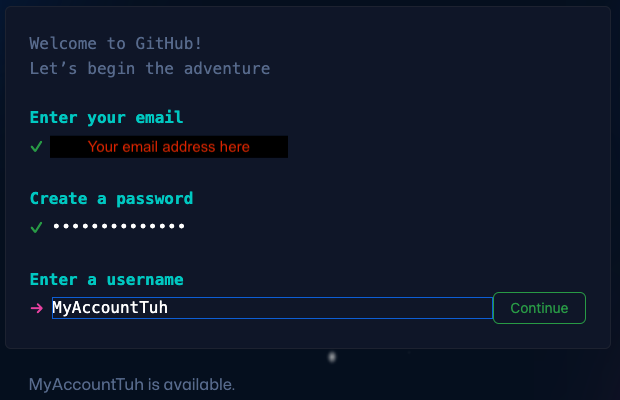 Welcome to GitHub!
Let’s begin the adventure
Enter your email
Your email address here
Create a password
••••••••••••••
Enter a username
MyAccountTuh
Continue
MyAccountTuh is available.